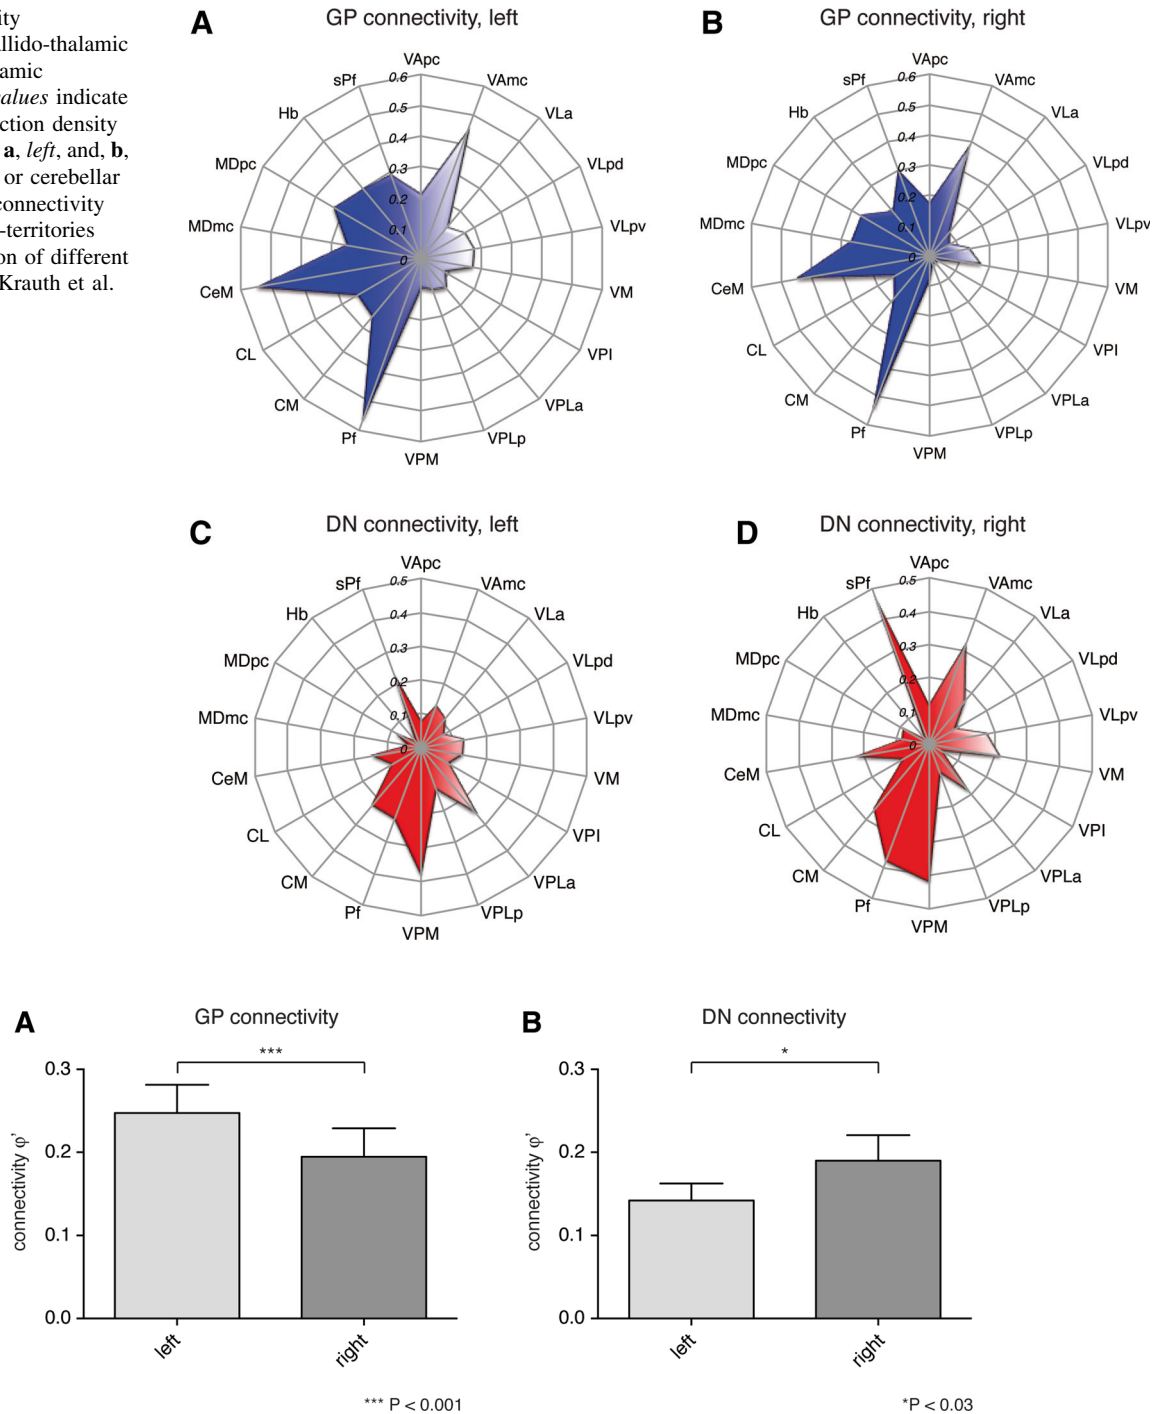 ity
allido-thalamic
amic
values indicate
ction density
a, left, and, b,
or cerebellar
connectivity
-territories
on of different
Krauth et al.
A
GP connectivity, left
VApc
VAmc
VLa
VLpd
VLpv
VM
VPl
VPLa
VPLp
VPM
Pf
CM
CL
CeM
MDmc
MDpc
Hb
sPf
0.6
0.5
0.4
0.3
0.2
0.1
0
B
GP connectivity, right
VApc
VAmc
VLa
VLpd
VLpv
VM
VPl
VPLa
VPLp
VPM
Pf
CM
CL
CeM
MDmc
MDpc
Hb
sPf
0.6
0.5
0.4
0.3
0.2
0.1
0
C
DN connectivity, left
VApc
VAmc
VLa
VLpd
VLpv
VM
VPl
VPLa
VPLp
VPM
Pf
CM
CL
CeM
MDmc
MDpc
Hb
sPf
0.5
0.4
0.3
0.2
0.1
0
D
DN connectivity, right
VApc
VAmc
VLa
VLpd
VLpv
VM
VPl
VPLa
VPLp
VPM
Pf
CM
CL
CeM
MDmc
MDpc
Hb
sPf
0.5
0.4
0.3
0.2
0.1
0
A
GP connectivity
***
connectivity φ'
0.3
0.2
0.1
0.0
left
right
*** P < 0.001
B
DN connectivity
*
connectivity φ'
0.3
0.2
0.1
0.0
left
right
*P < 0.03